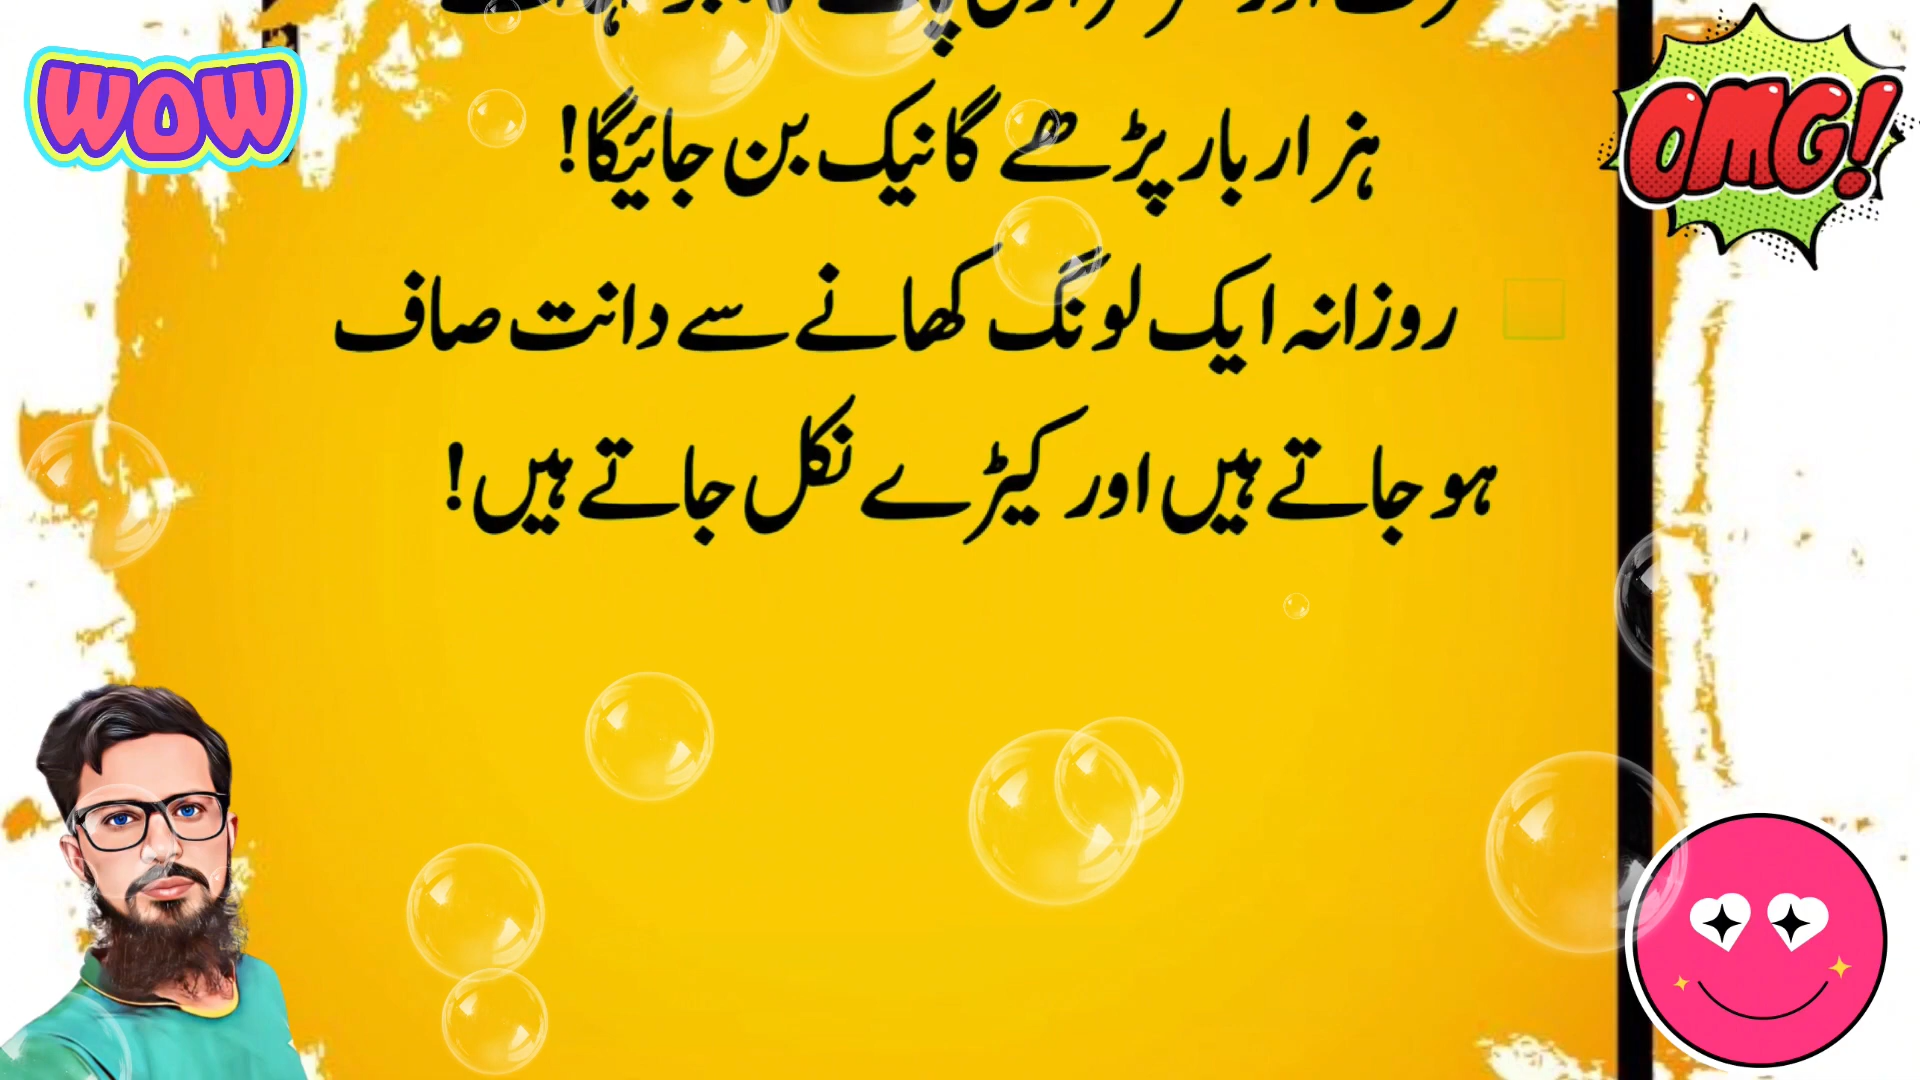 WOW
OMG!
ہزار بار پڑھے گا نیک بن جائیگا!
روزانہ ایک لونگ کھانے سے دانت صاف
ہو جاتے ہیں اور کیڑے نکل جاتے ہیں!